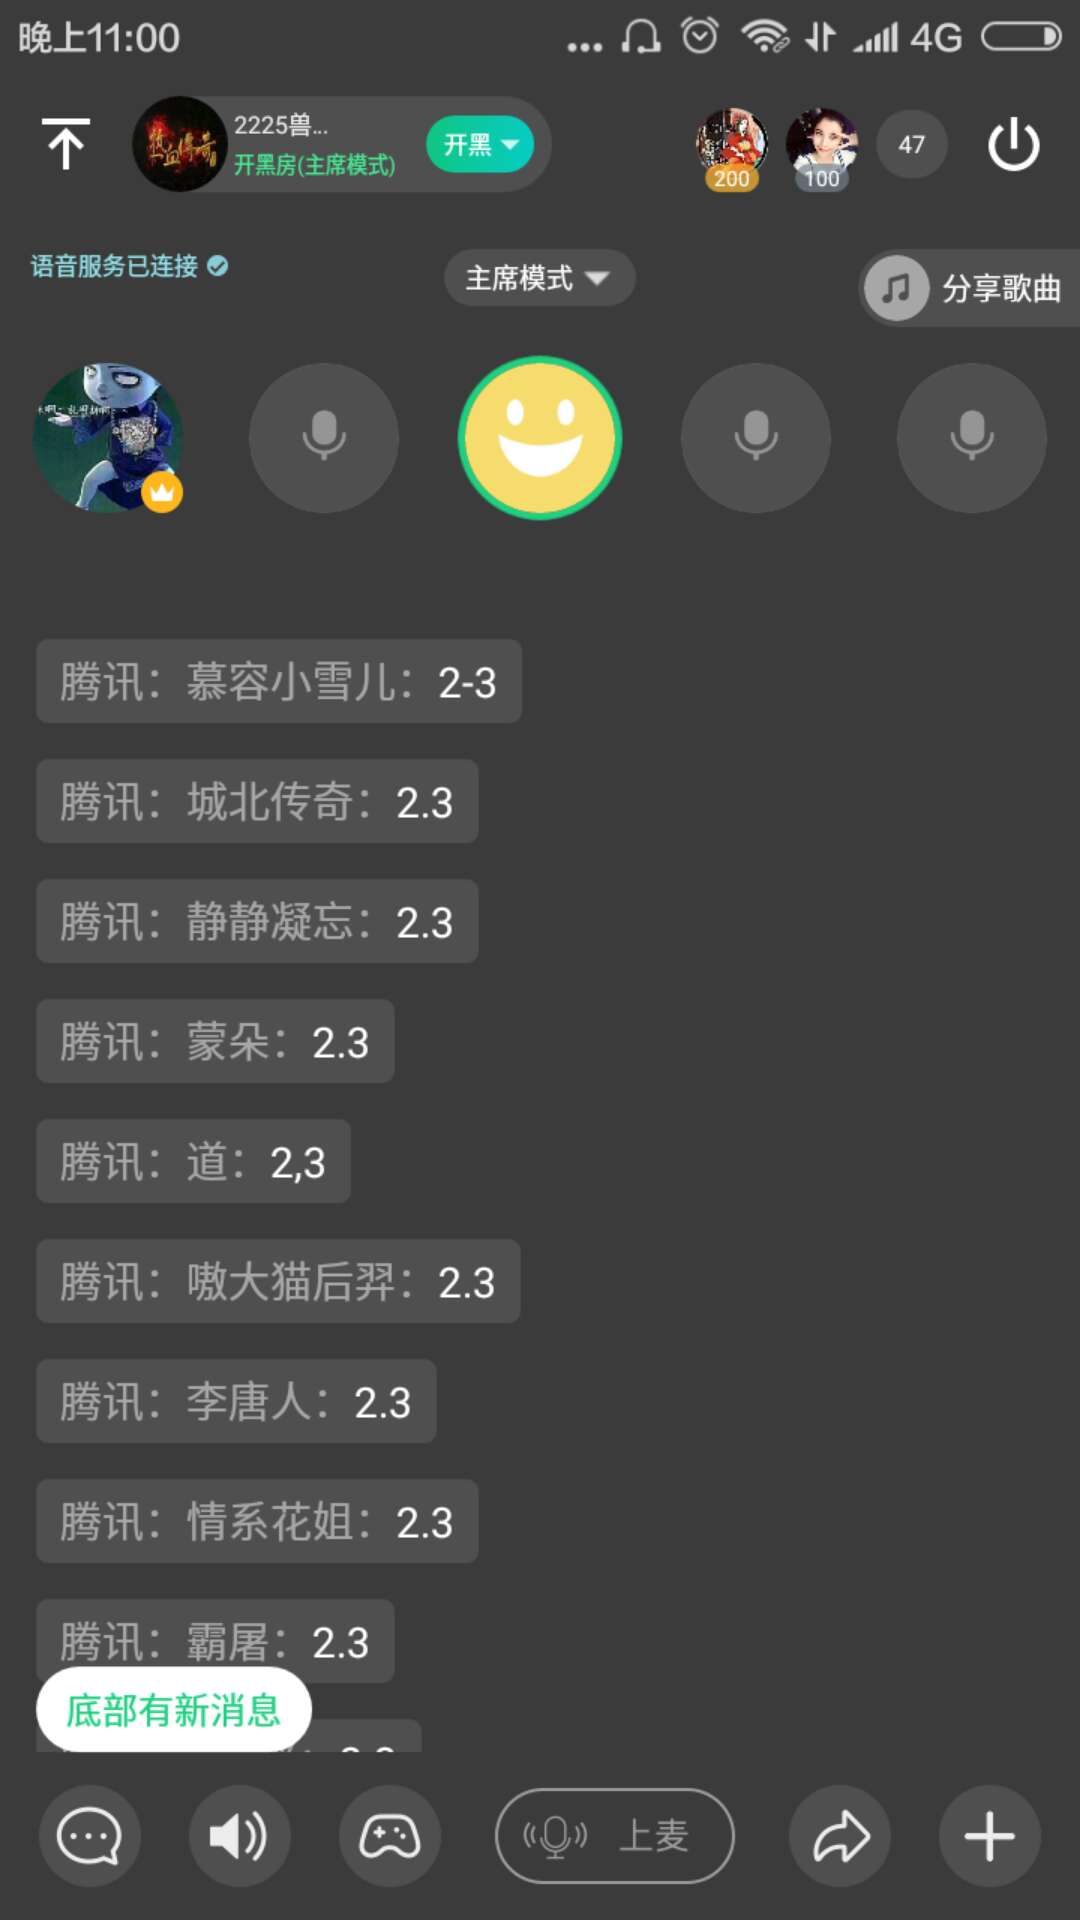 晚上11:00
4G
2225兽...
开黑房(主席模式)
开黑
200
100
47
语音服务已连接
主席模式
分享歌曲
腾讯：慕容小雪儿：2-3
腾讯：城北传奇：2.3
腾讯：静静凝忘：2.3
腾讯：蒙朵：2.3
腾讯：道：2,3
腾讯：嗷大猫后羿：2.3
腾讯：李唐人：2.3
腾讯：情系花姐：2.3
腾讯：霸屠：2.3
底部有新消息
上麦